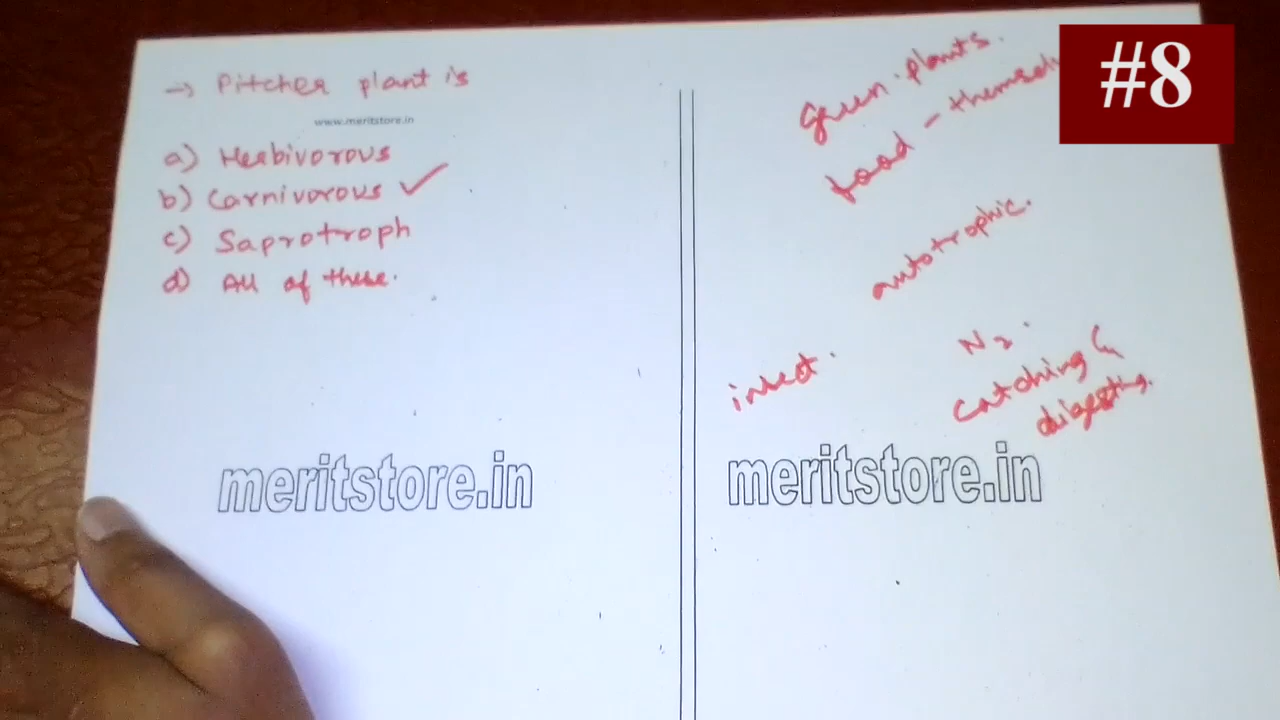 #8
→ Pitcher plant is
www.meritstore.in
a) Herbivorous
b) Carnivorous ✓
c) Saprotroph
d) All of these.
meritstore.in
Green plants.
food - themsel
autotrophic.
N2.
insect.
Catching &
digesting.
meritstore.in